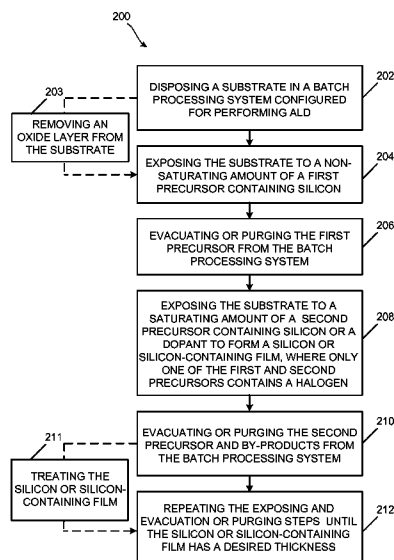 200
202
DISPOSING A SUBSTRATE IN A BATCH
PROCESSING SYSTEM CONFIGURED
FOR PERFORMING ALD
203
REMOVING AN
OXIDE LAYER FROM
THE SUBSTRATE
204
EXPOSING THE SUBSTRATE TO A NON-
SATURATING AMOUNT OF A FIRST
PRECURSOR CONTAINING SILICON
206
EVACUATING OR PURGING THE FIRST
PRECURSOR FROM THE BATCH
PROCESSING SYSTEM
208
EXPOSING THE SUBSTRATE TO A
SATURATING AMOUNT OF A SECOND
PRECURSOR CONTAINING SILICON OR A
DOPANT TO FORM A SILICON OR
SILICON-CONTAINING FILM, WHERE ONLY
ONE OF THE FIRST AND SECOND
PRECURSORS CONTAINS A HALOGEN
210
EVACUATING OR PURGING THE SECOND
PRECURSOR AND BY-PRODUCTS FROM
THE BATCH PROCESSING SYSTEM
211
TREATING THE
SILICON OR SILICON-
CONTAINING FILM
212
REPEATING THE EXPOSING AND
EVACUATION OR PURGING STEPS UNTIL
THE SILICON OR SILICON-CONTAINING
FILM HAS A DESIRED THICKNESS